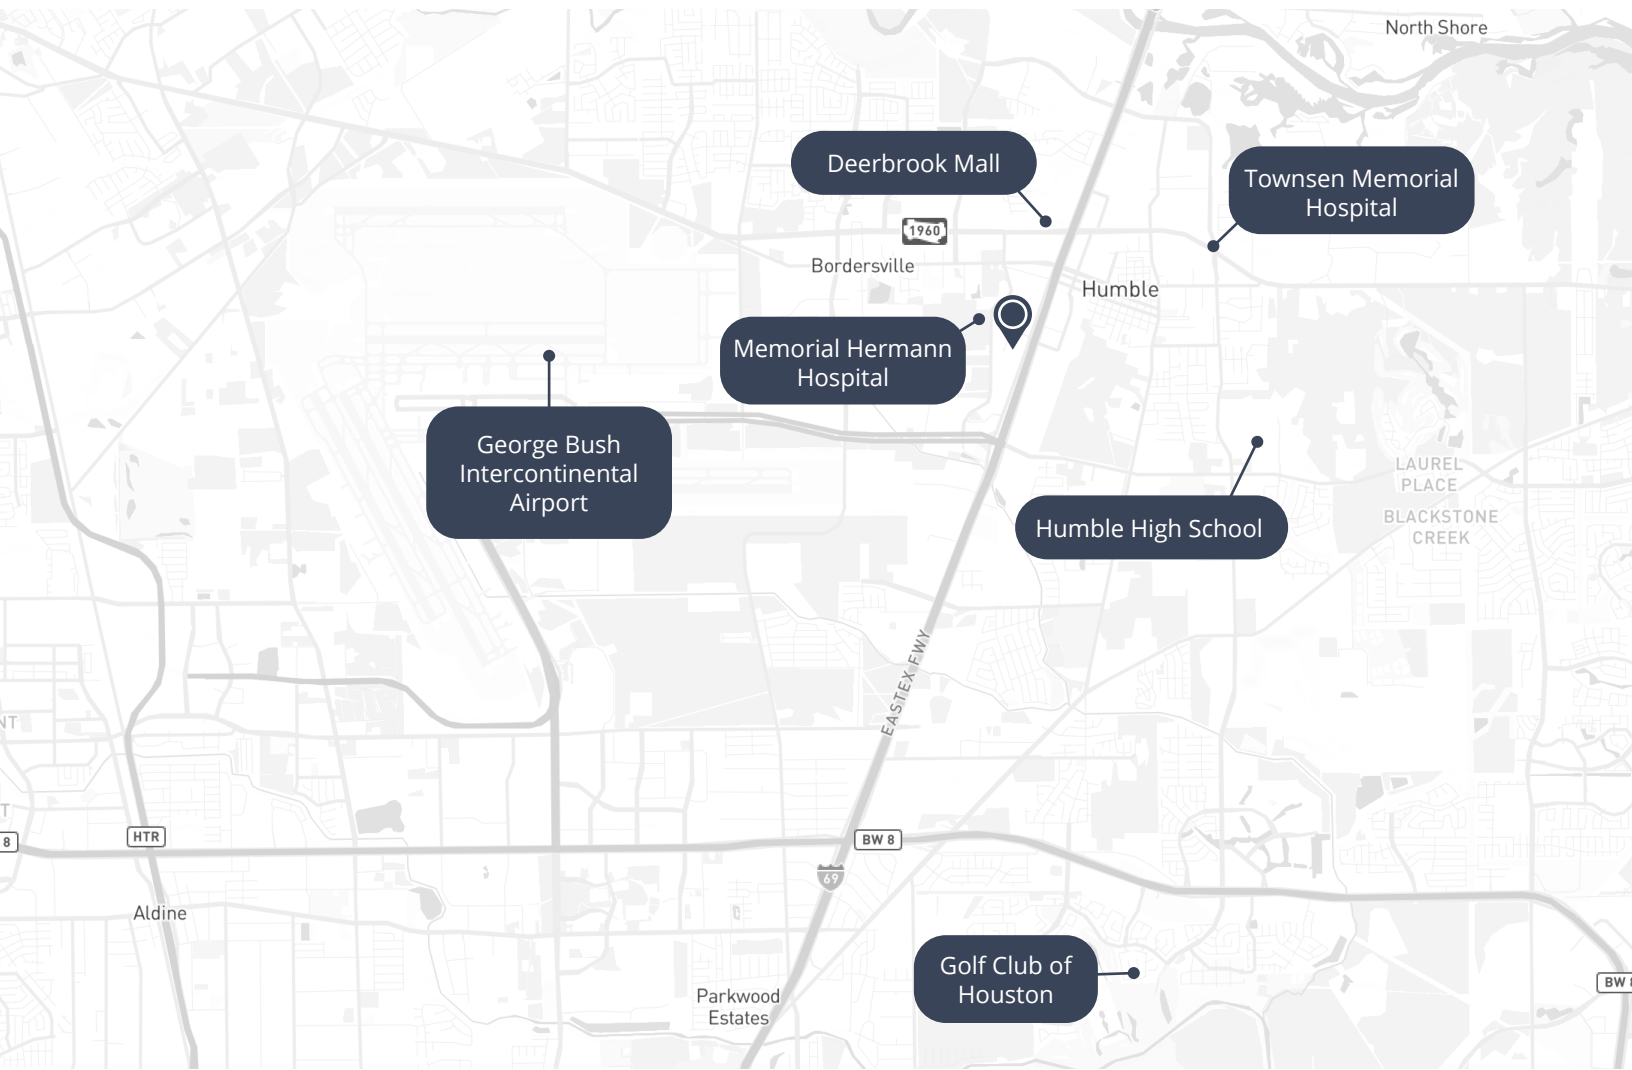 North Shore
Deerbrook Mall
Townsen Memorial
Hospital
1960
Bordersville
Humble
Memorial Hermann
Hospital
George Bush
Intercontinental
Airport
LAUREL
PLACE
BLACKSTONE
CREEK
Humble High School
EASTEX FWY
NT
T
8
HTR
BW 8
69
Aldine
Golf Club of
Houston
BW 8
Parkwood
Estates